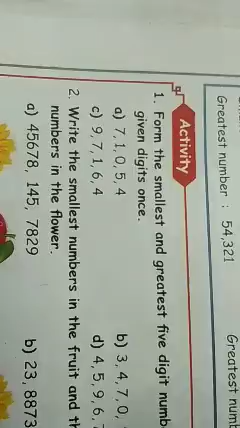 Greatest number : 54,321
Greatest num
Activity
1. Form the smallest and greatest five digit numb
given digits once.
a) 7, 1, 0, 5, 4
b) 3, 4, 7, 0,
c) 9, 7, 1, 6, 4
d) 4, 5, 9, 6,
2. Write the smallest numbers in the fruit and th
numbers in the flower.
a) 45678, 145, 7829
b) 23, 8873